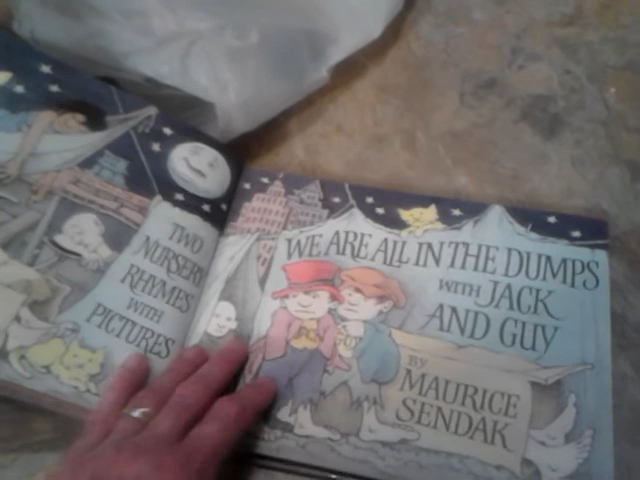 TWO
NURSERY
RHYMES
WITH
PICTURES
WE ARE ALL IN THE DUMPS
WITH JACK
AND GUY
BY
MAURICE
SENDAK